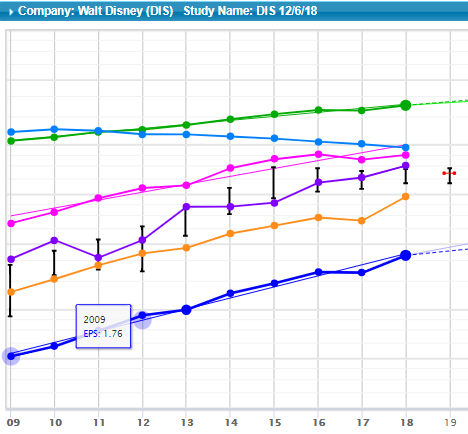 Company: Walt Disney (DIS) Study Name: DIS 12/6/18
2009
EPS: 1.76
09 10 11 12 13 14 15 16 17 18 19